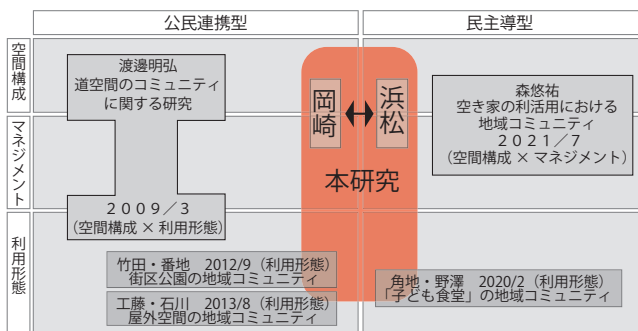 公民連携型
民主導型
空間構成
マネジメント
利用形態
渡邉明弘
道空間のコミュニティ
に関する研究
2009／3
（空間構成 × 利用形態）
岡崎
浜松
本研究
森悠祐
空き家の利活用における
地域コミュニティ
2021／7
（空間構成 × マネジメント）
竹田・番地　2012/9（利用形態）
街区公園の地域コミュニティ
工藤・石川　2013/8（利用形態）
屋外空間の地域コミュニティ
角地・野澤　2020/2（利用形態）
「子ども食堂」の地域コミュニティ